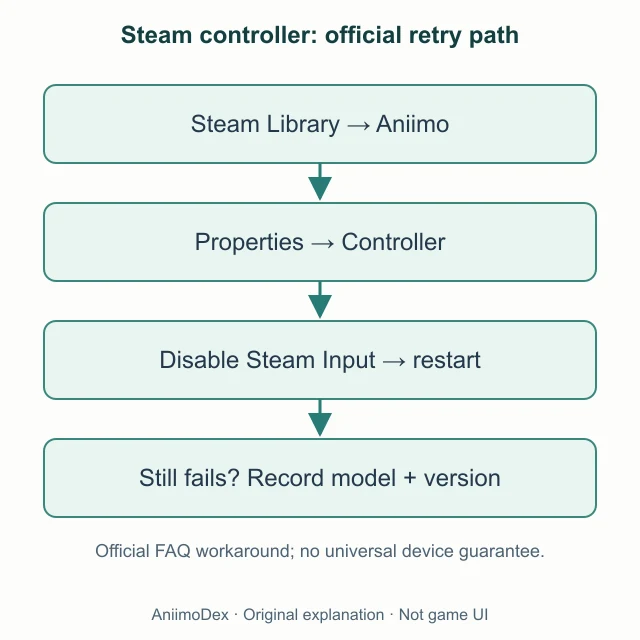 Steam controller: official retry path
Steam Library → Aniimo
Properties → Controller
Disable Steam Input → restart
Still fails? Record model + version
Official FAQ workaround; no universal device guarantee.
AniimoDex · Original explanation · Not game UI